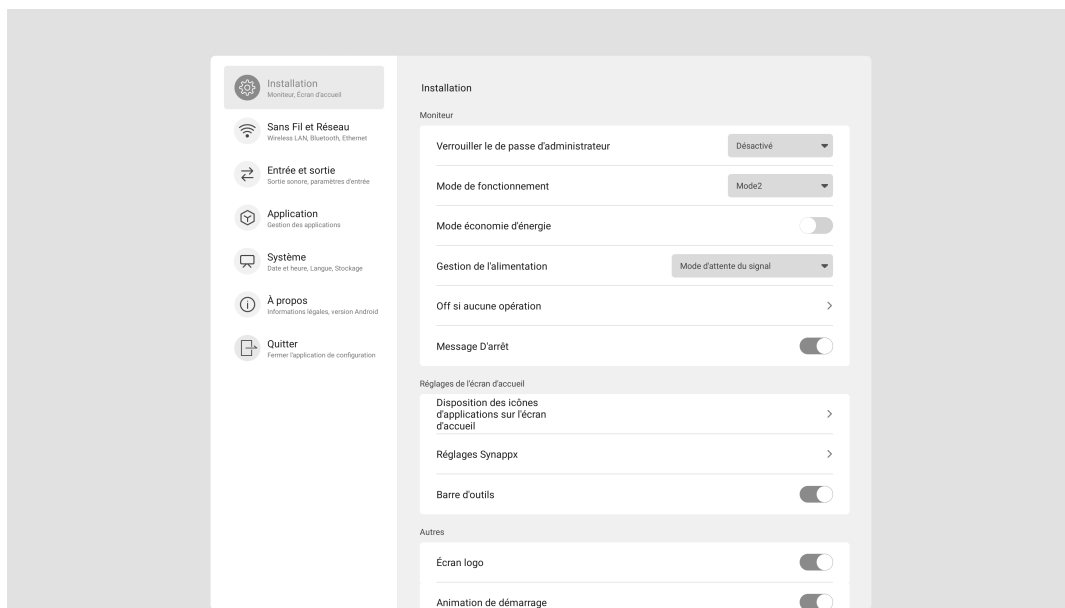 Installation
Moniteur, Écran d'accueil
Sans Fil et Réseau
Wireless LAN, Bluetooth, Ethernet
Entrée et sortie
Sortie sonore, paramètres d'entrée
Application
Gestion des applications
Système
Date et heure, Langue, Stockage
À propos
Informations légales, version Android
Quitter
Fermer l'application de configuration
Installation
Moniteur
Verrouiller le de passe d'administrateur
Désactivé
Mode de fonctionnement
Mode2
Mode économie d'énergie
Gestion de l'alimentation
Mode d'attente du signal
Off si aucune opération
Message D'arrêt
Réglages de l'écran d'accueil
Disposition des icônes
d'applications sur l'écran
d'accueil
Réglages Synappx
Barre d'outils
Autres
Écran logo
Animation de démarrage